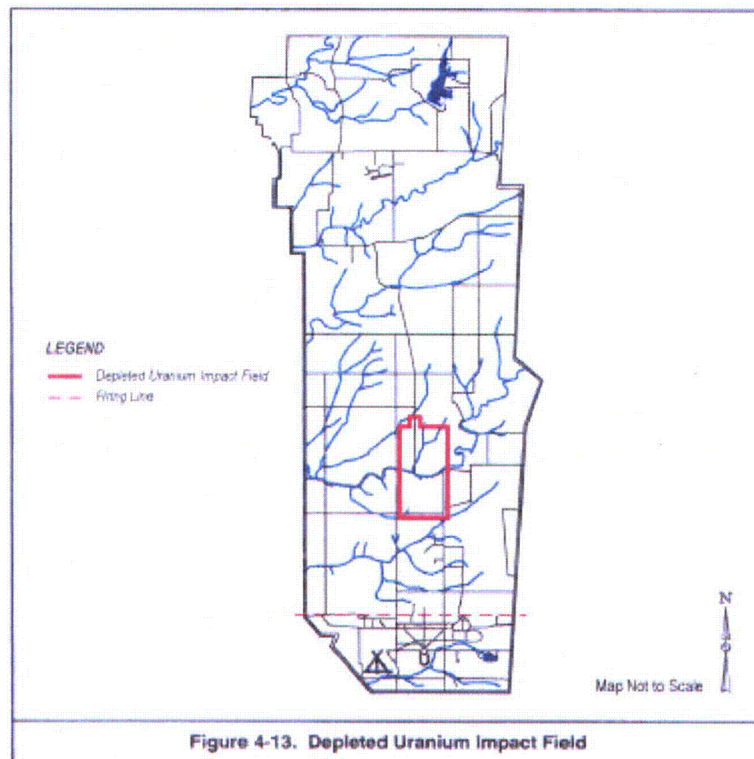 LEGEND
Depleted Uranium Impact Field
Firing Line
N
Map Not to Scale
Figure 4-13. Depleted Uranium Impact Field